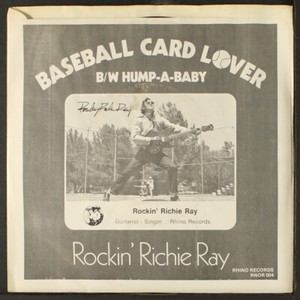 BASEBALL CARD LOVER
B/W HUMP-A-BABY
Rockin' Richie Ray
Guitarist · Singer · Rhino Records
Rockin' Richie Ray
RHINO RECORDS
RNOR 004